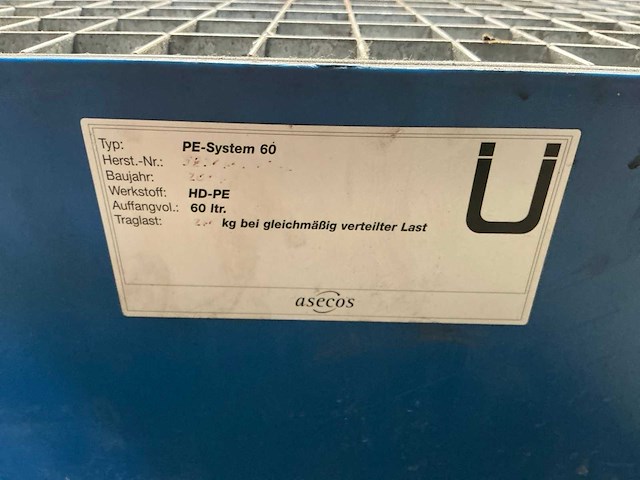 Typ: PE-System 60
Herst.-Nr.:
Baujahr:
Werkstoff: HD-PE
Auffangvol.: 60 ltr.
Traglast: kg bei gleichmäßig verteilter Last
Ü
asecos